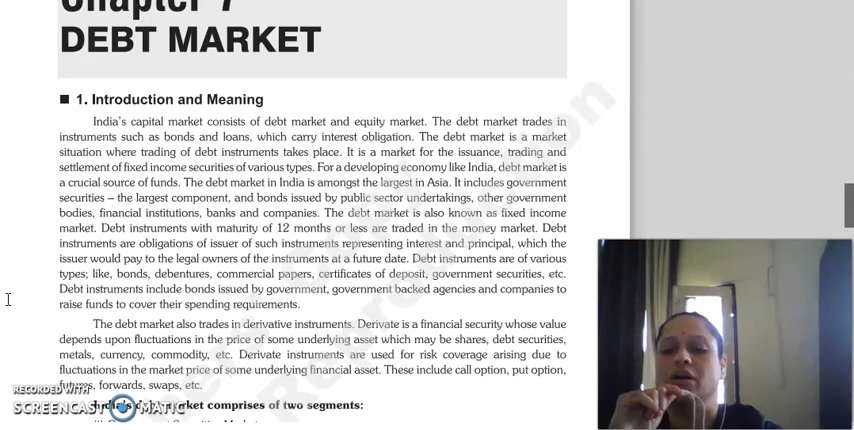 Chapter 7
DEBT MARKET
■ 1. Introduction and Meaning
India's capital market consists of debt market and equity market. The debt market trades in
instruments such as bonds and loans, which carry interest obligation. The debt market is a market
situation where trading of debt instruments takes place. It is a market for the issuance, trading and
settlement of fixed income securities of various types. For a developing economy like India, debt market is
a crucial source of funds. The debt market in India is amongst the largest in Asia. It includes government
securities – the largest component, and bonds issued by public sector undertakings, other government
bodies, financial institutions, banks and companies. The debt market is also known as fixed income
market. Debt instruments with maturity of 12 months or less are traded in the money market. Debt
instruments are obligations of issuer of such instruments representing interest and principal, which the
issuer would pay to the legal owners of the instruments at a future date. Debt instruments are of various
types; like, bonds, debentures, commercial papers, certificates of deposit, government securities, etc.
Debt instruments include bonds issued by government, government backed agencies and companies to
raise funds to cover their spending requirements.
The debt market also trades in derivative instruments. Derivate is a financial security whose value
depends upon fluctuations in the price of some underlying asset which may be shares, debt securities,
metals, currency, commodity, etc. Derivate instruments are used for risk coverage arising due to
fluctuations in the market price of some underlying financial asset. These include call option, put option,
futures, forwards, swaps, etc.
India's debt market comprises of two segments:
RECORDED WITH
SCREENCAST MATIC